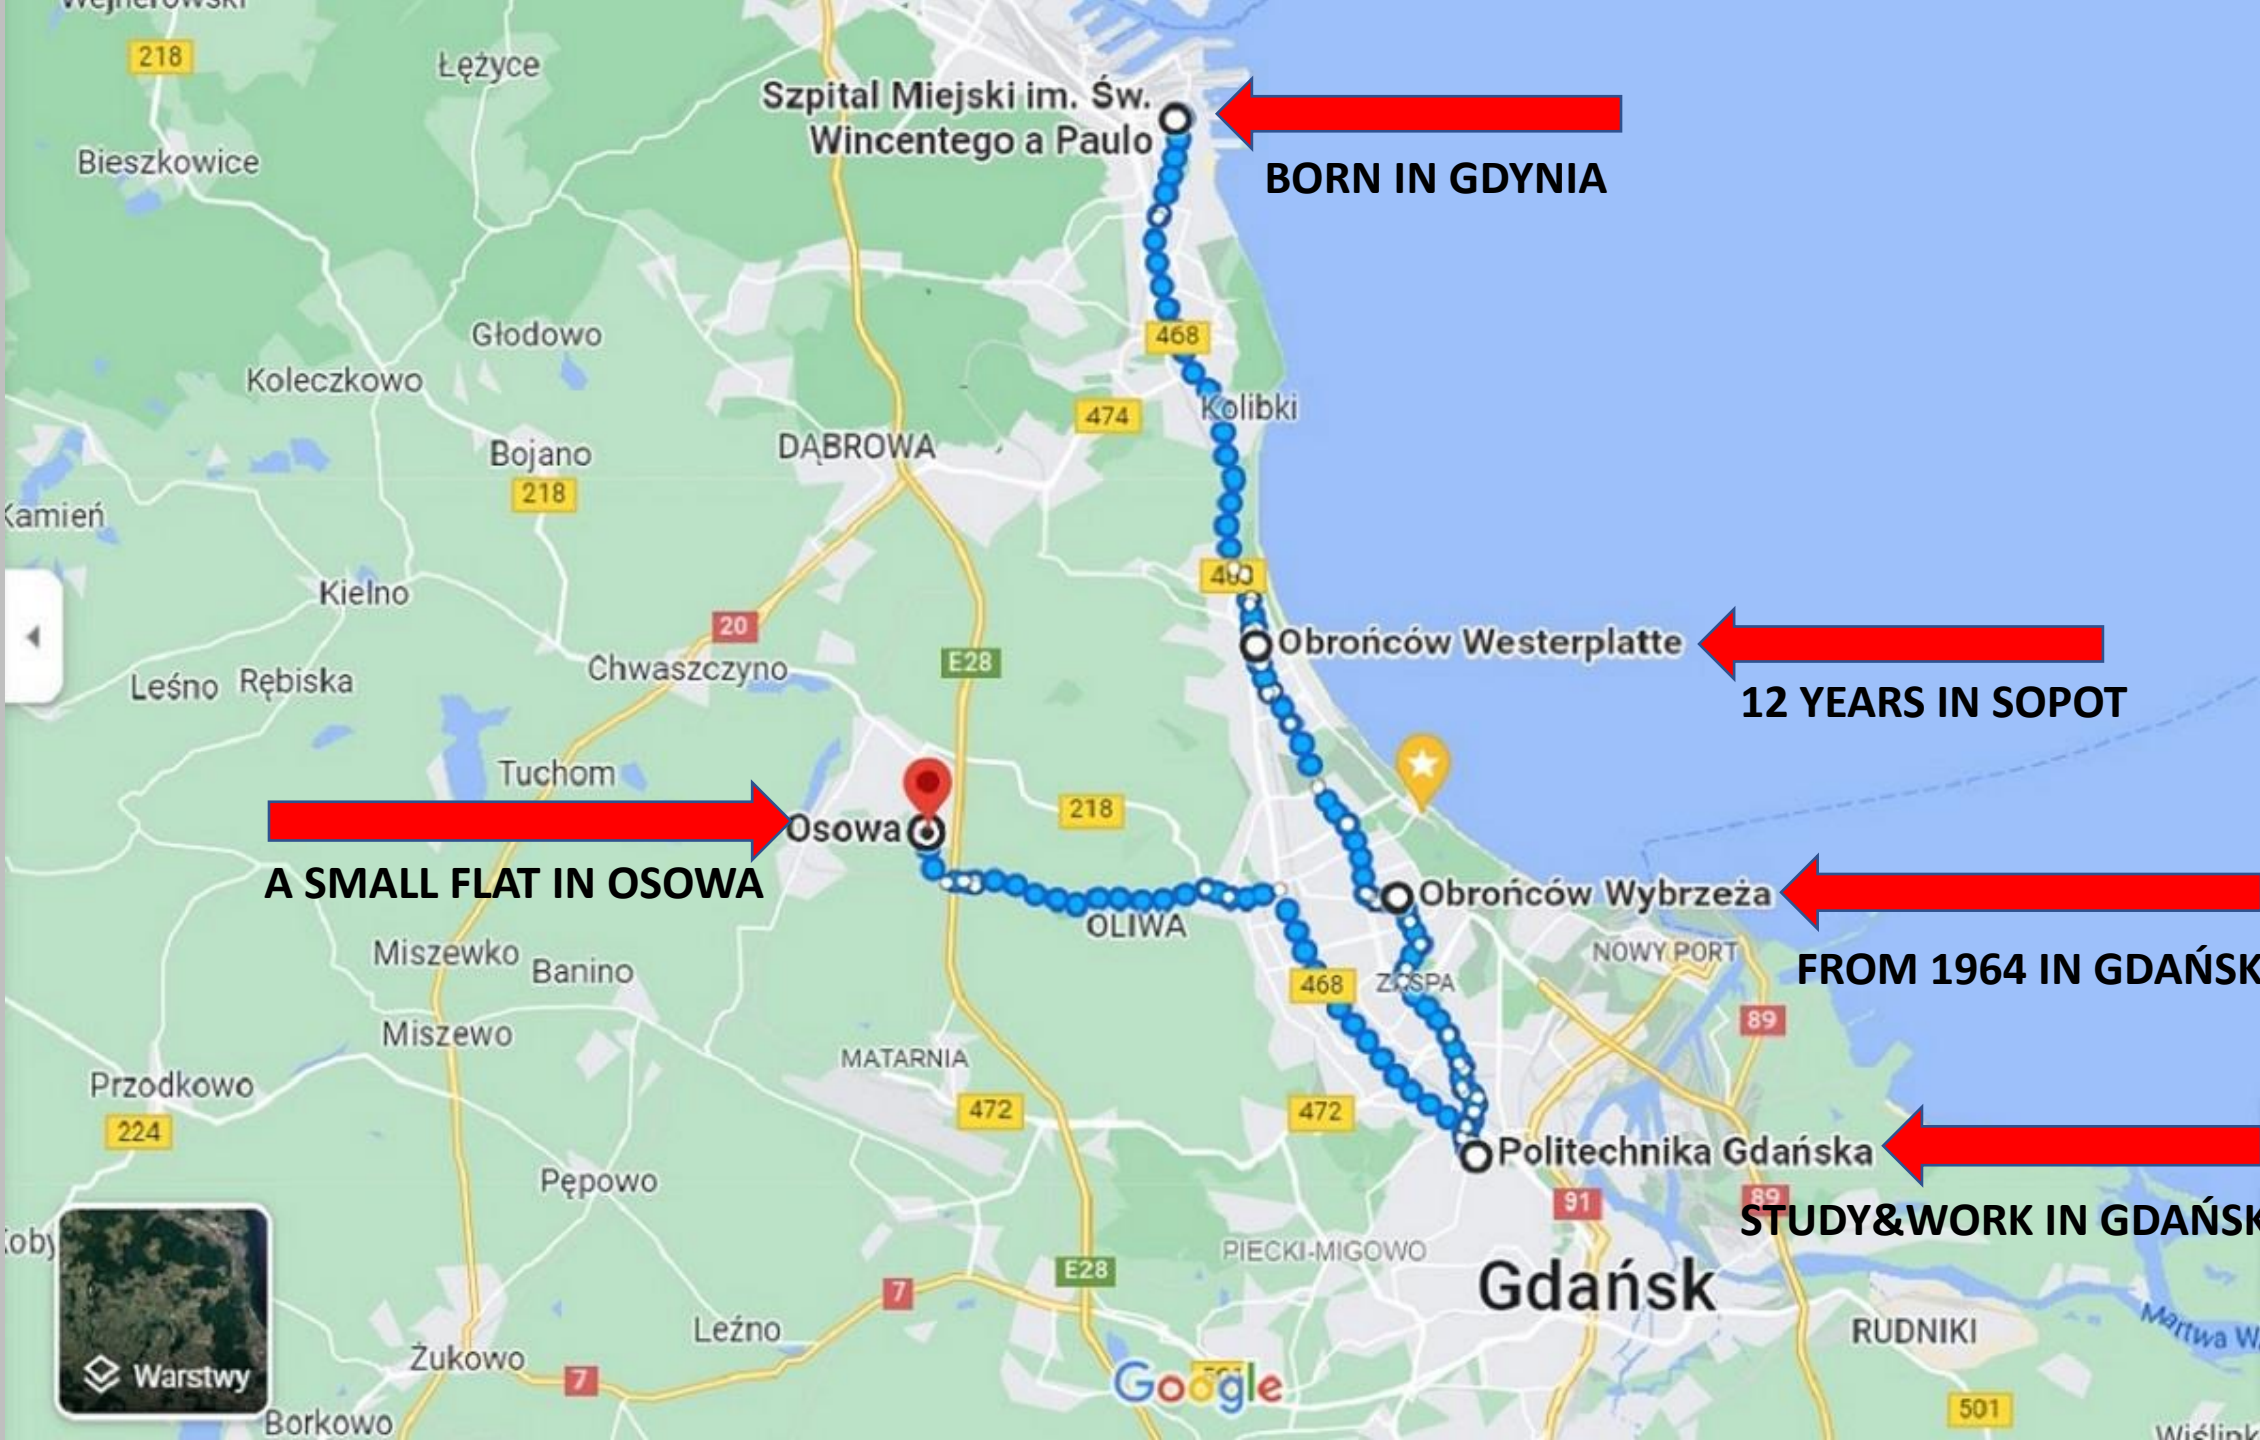 218
Łężyce
Szpital Miejski im. Św.
Wincentego a Paulo
BORN IN GDYNIA
Bieszkowice
Głodowo
468
Koleczkowo
Kolibki
474
DĄBROWA
Bojano
218
Kamień
Kielno
20
Obrońców Westerplatte
E28
Chwaszczyno
Leśno
Rębiska
12 YEARS IN SOPOT
Tuchom
218
Osowa
A SMALL FLAT IN OSOWA
Obrońców Wybrzeża
OLIWA
NOWY PORT
FROM 1964 IN GDAŃSK
Miszewko
Banino
468
ZASPA
Miszewo
89
MATARNIA
Przodkowo
472
472
224
Politechnika Gdańska
Pępowo
91
89
STUDY&WORK IN GDAŃSK
PIECKI-MIGOWO
E28
Gdańsk
7
Leźno
RUDNIKI
Martwa W
Żukowo
7
Warstwy
Google
501
Borkowo